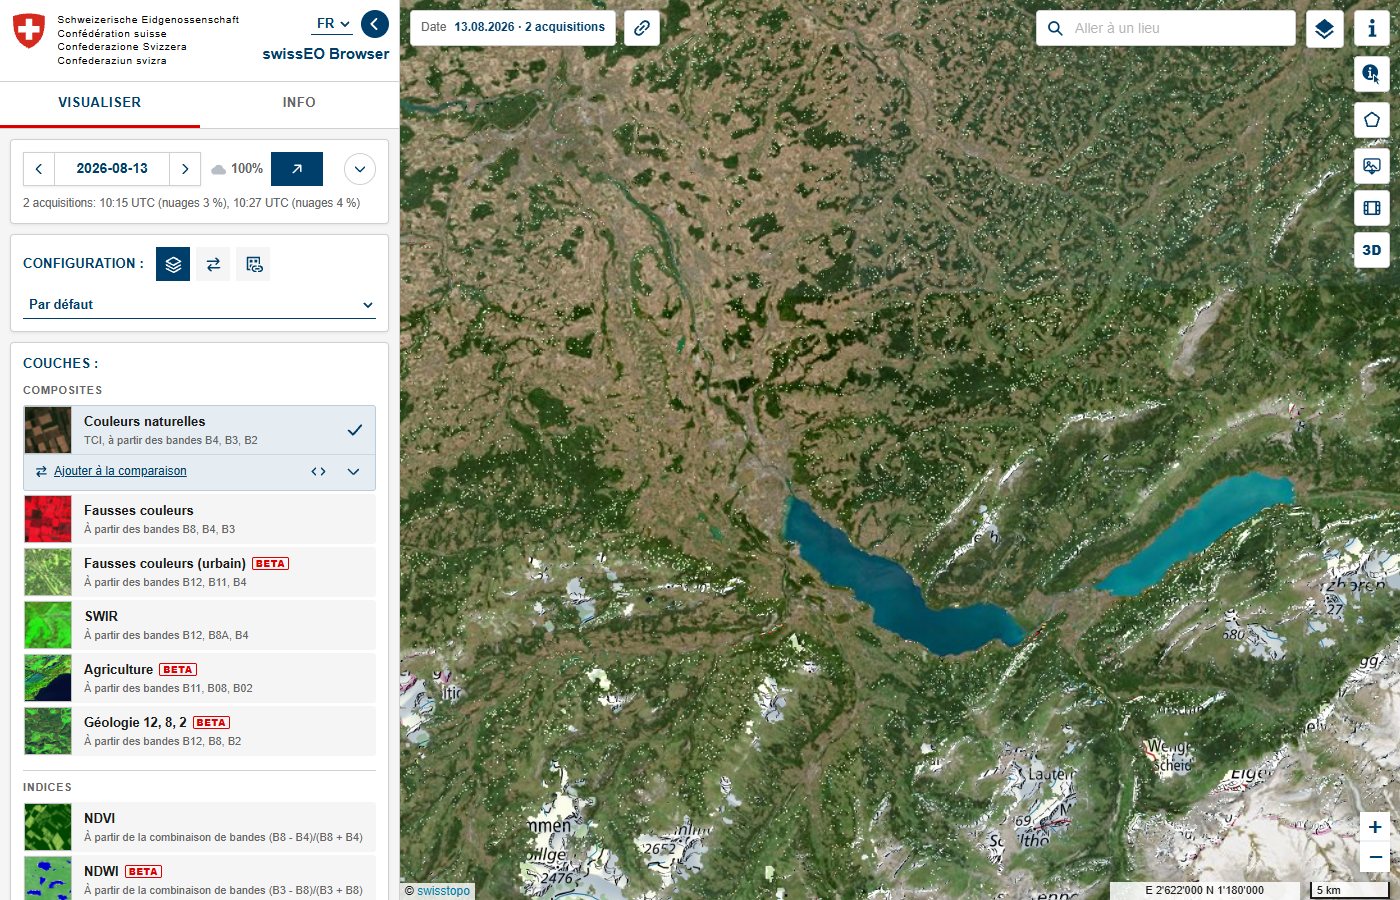 Schweizerische Eidgenossenschaft
Confédération suisse
Confederazione Svizzera
Confederaziun svizra
FR
swissEO Browser
VISUALISER
INFO
2026-08-13
100%
2 acquisitions: 10:15 UTC (nuages 3 %), 10:27 UTC (nuages 4 %)
CONFIGURATION :
Par défaut
COUCHES :
COMPOSITES
Couleurs naturelles
TCI, à partir des bandes B4, B3, B2
Ajouter à la comparaison
Fausses couleurs
À partir des bandes B8, B4, B3
Fausses couleurs (urbain) BETA
À partir des bandes B12, B11, B4
SWIR
À partir des bandes B12, B8A, B4
Agriculture BETA
À partir des bandes B11, B08, B02
Géologie 12, 8, 2 BETA
À partir des bandes B12, B8, B2
INDICES
NDVI
À partir de la combinaison de bandes (B8 - B4)/(B8 + B4)
NDWI BETA
À partir de la combinaison de bandes (B3 - B8)/(B3 + B8)
Date 13.08.2026 · 2 acquisitions
Aller à un lieu
3D
2652
2476
© swisstopo
E 2'622'000 N 1'180'000
5 km